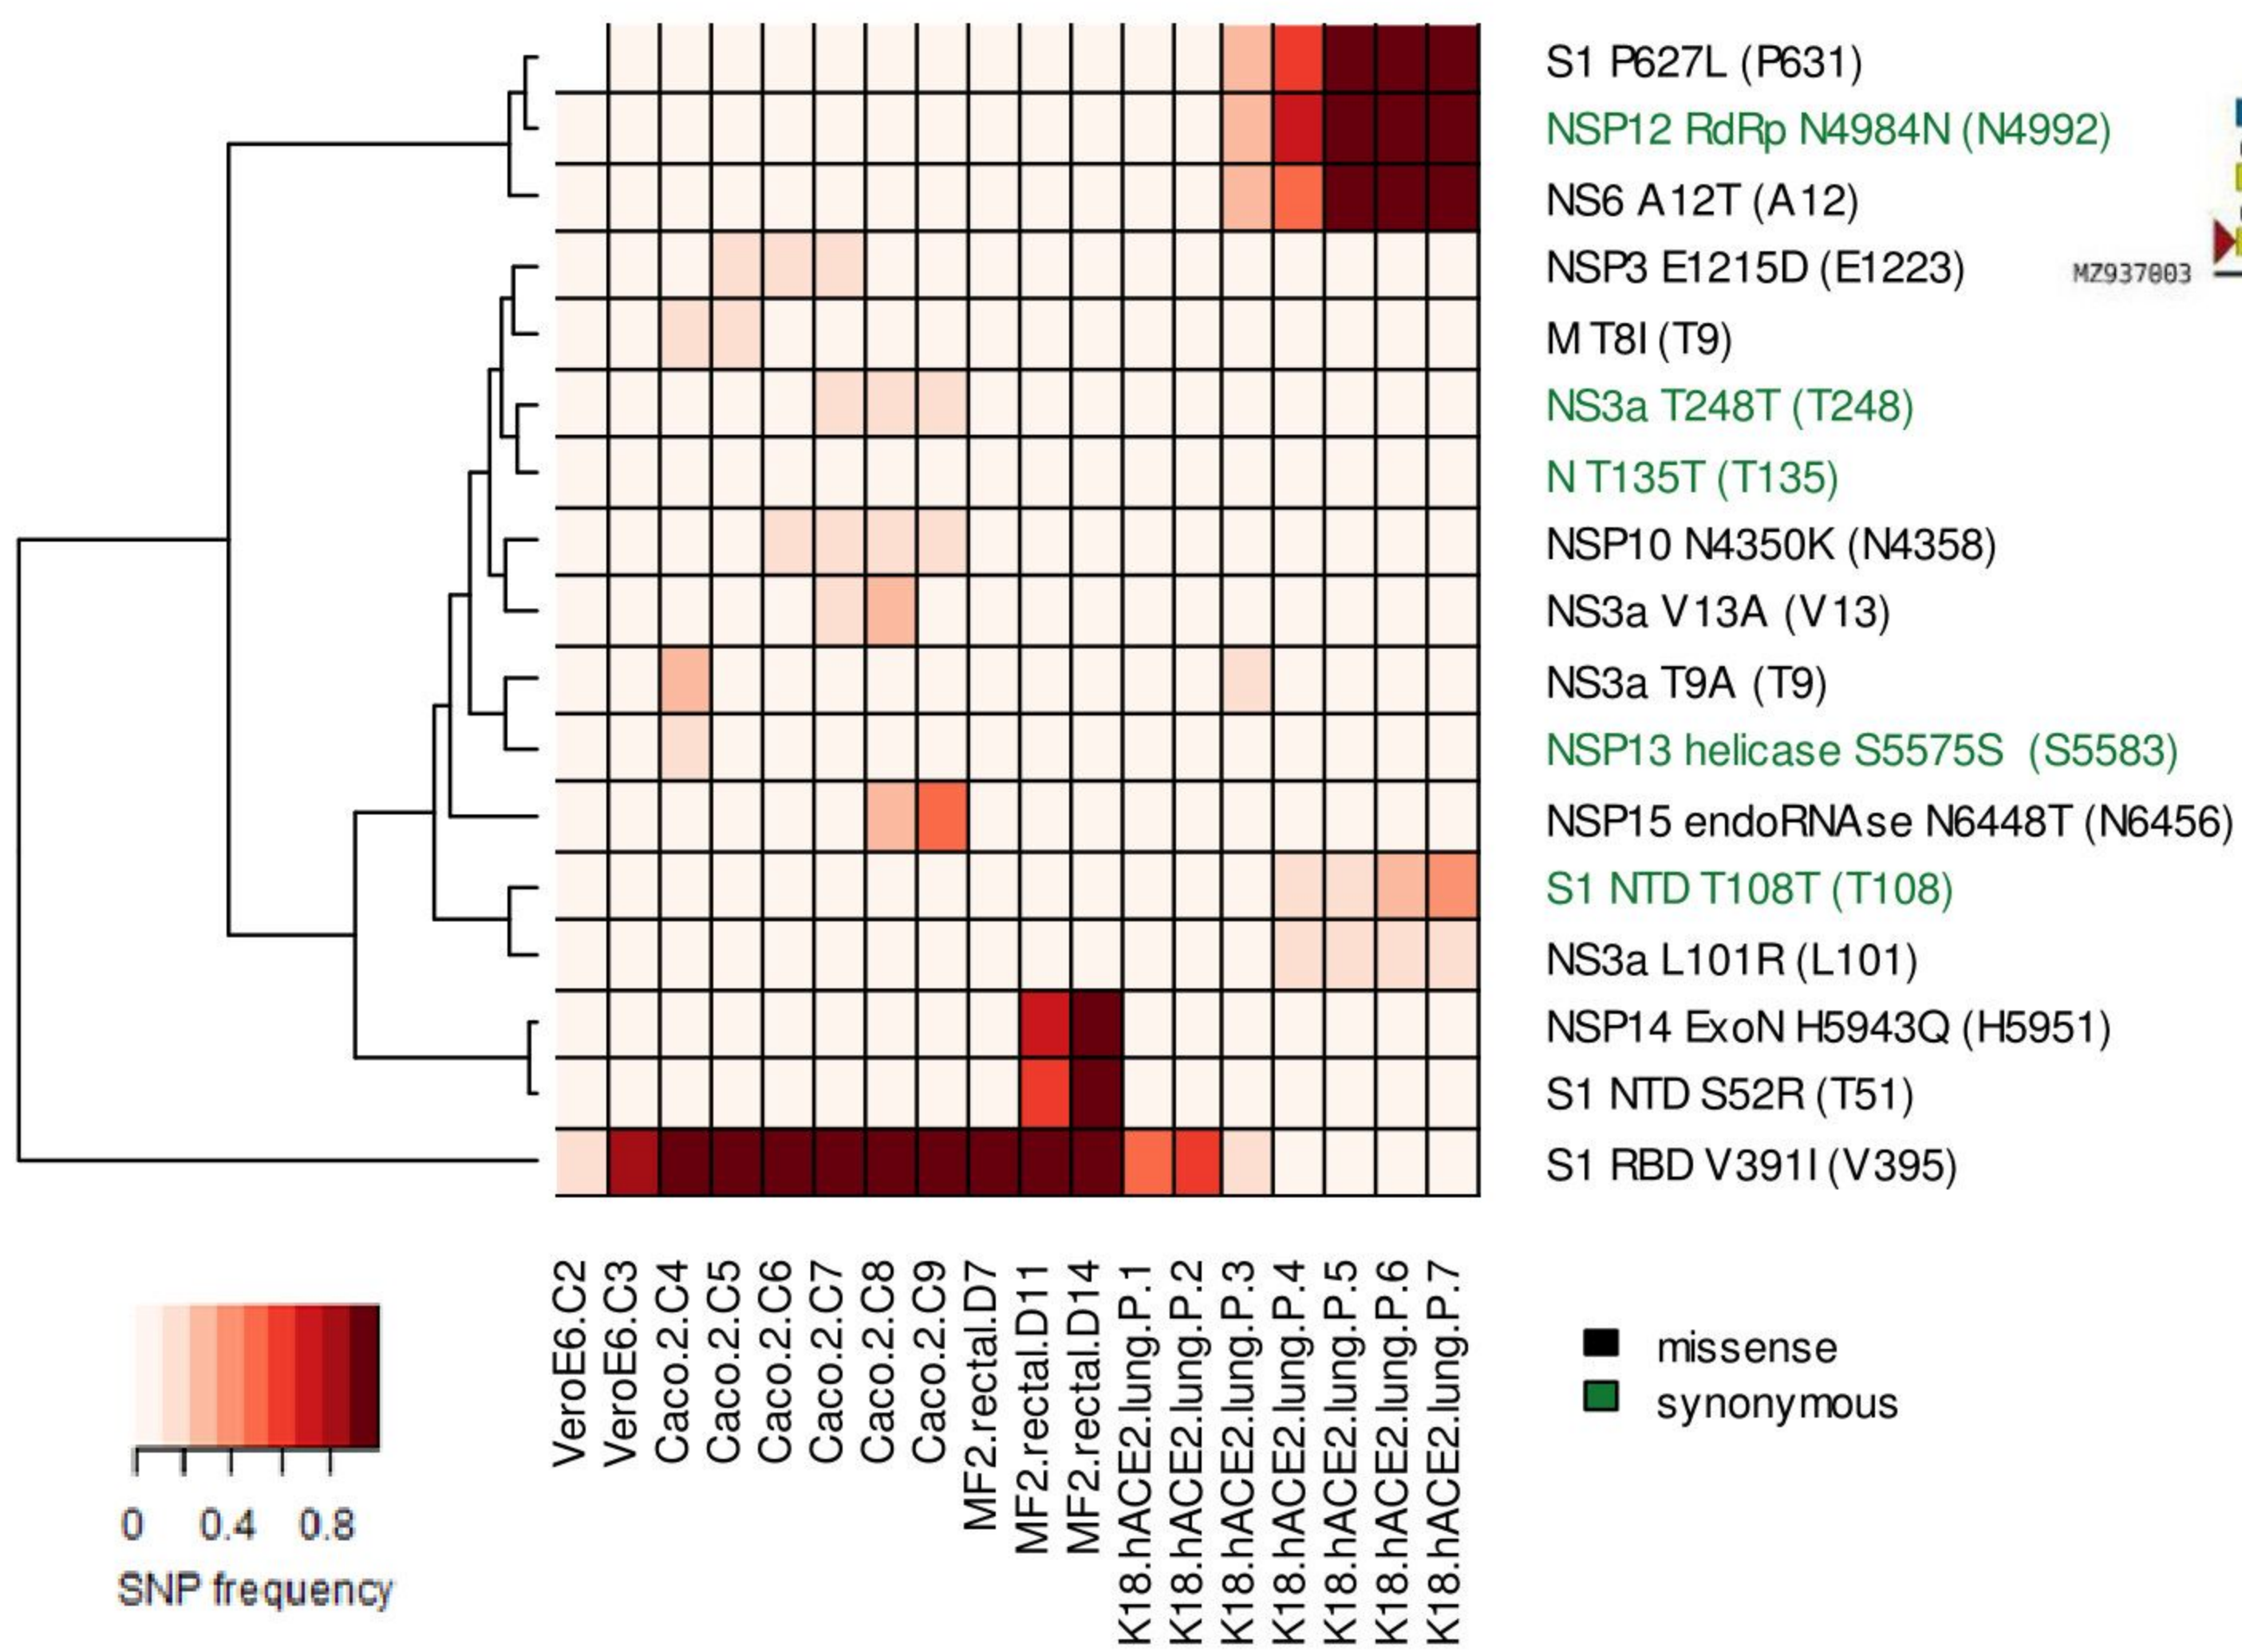 S1 P627L (P631)
NSP12 RdRp N4984N (N4992)
NS6 A12T (A12)
NSP3 E1215D (E1223)
MZ937003
M T8I (T9)
NS3a T248T (T248)
N T135T (T135)
NSP10 N4350K (N4358)
NS3a V13A (V13)
NS3a T9A (T9)
NSP13 helicase S5575S (S5583)
NSP15 endoRNAse N6448T (N6456)
S1 NTD T108T (T108)
NS3a L101R (L101)
NSP14 ExoN H5943Q (H5951)
S1 NTD S52R (T51)
S1 RBD V391I (V395)
VeroE6.C2
VeroE6.C3
Caco.2.C4
Caco.2.C5
Caco.2.C6
Caco.2.C7
Caco.2.C8
Caco.2.C9
MF2.rectal.D7
MF2.rectal.D11
MF2.rectal.D14
K18.hACE2.lung.P.1
K18.hACE2.lung.P.2
K18.hACE2.lung.P.3
K18.hACE2.lung.P.4
K18.hACE2.lung.P.5
K18.hACE2.lung.P.6
K18.hACE2.lung.P.7
0 0.4 0.8
SNP frequency
missense
synonymous